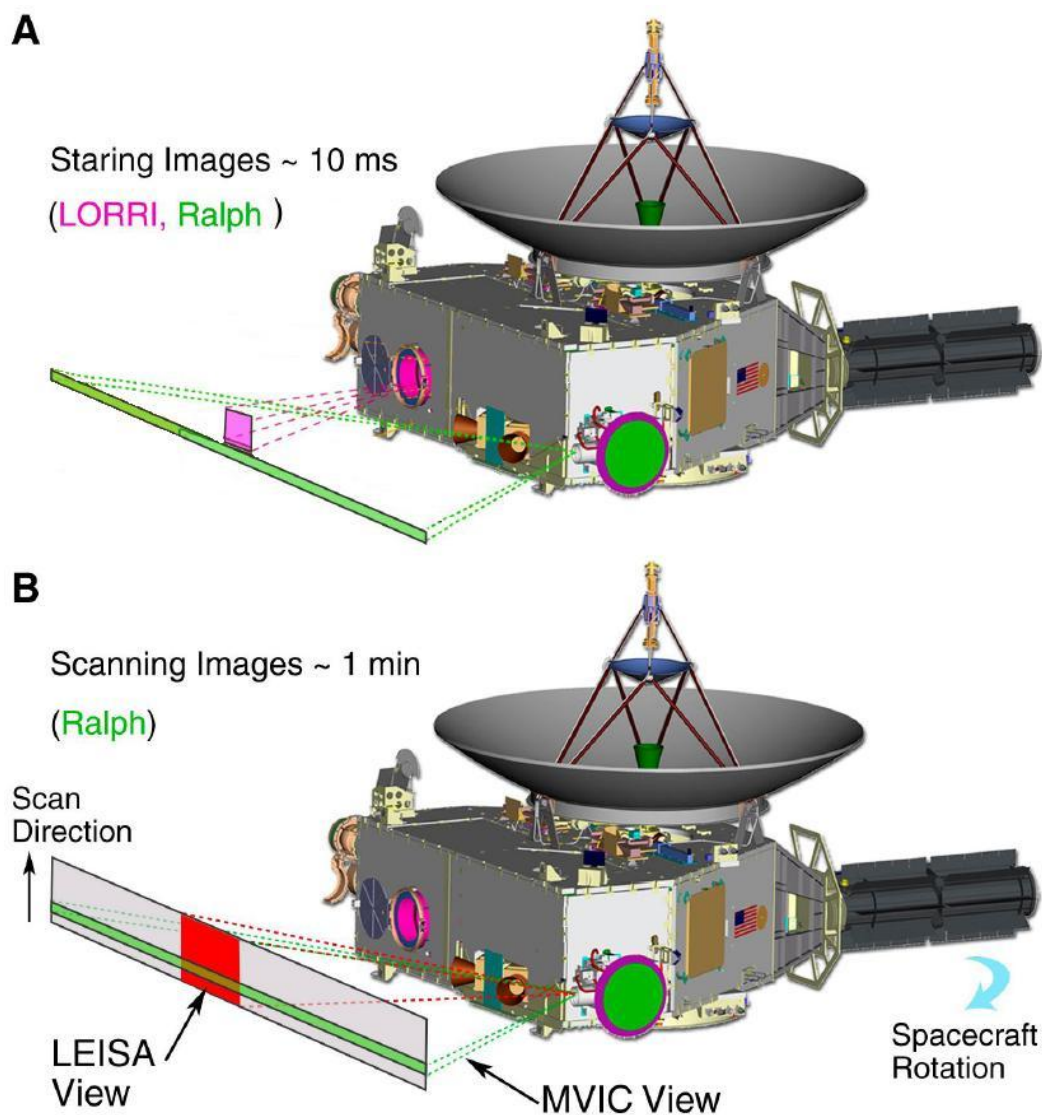 A
Staring Images ~ 10 ms
(LORRI, Ralph )
B
Scanning Images ~ 1 min
(Ralph)
Scan
Direction
LEISA
View
MVIC View
Spacecraft
Rotation